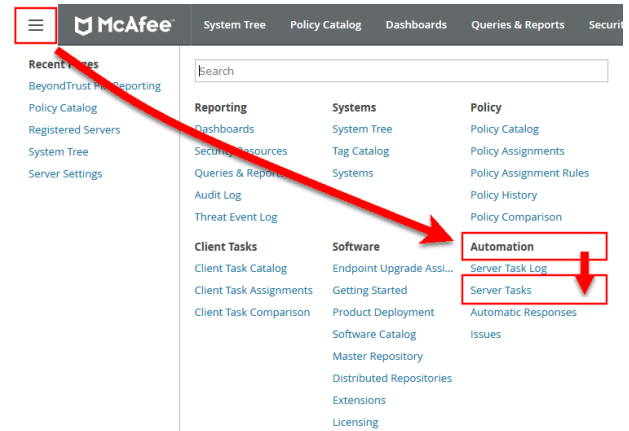 McAfee System Tree Policy Catalog Dashboards Queries & Reports Securi
Recent Pages
BeyondTrust Reporting
Policy Catalog
Registered Servers
System Tree
Server Settings
Search
Reporting
Dashboards
Security Resources
Queries & Reports
Audit Log
Threat Event Log
Systems
System Tree
Tag Catalog
Systems
Policy
Policy Catalog
Policy Assignments
Policy Assignment Rules
Policy History
Policy Comparison
Client Tasks
Client Task Catalog
Client Task Assignments
Client Task Comparison
Software
Endpoint Upgrade Assi...
Getting Started
Product Deployment
Software Catalog
Master Repository
Distributed Repositories
Extensions
Licensing
Automation
Server Task Log
Server Tasks
Automatic Responses
Issues